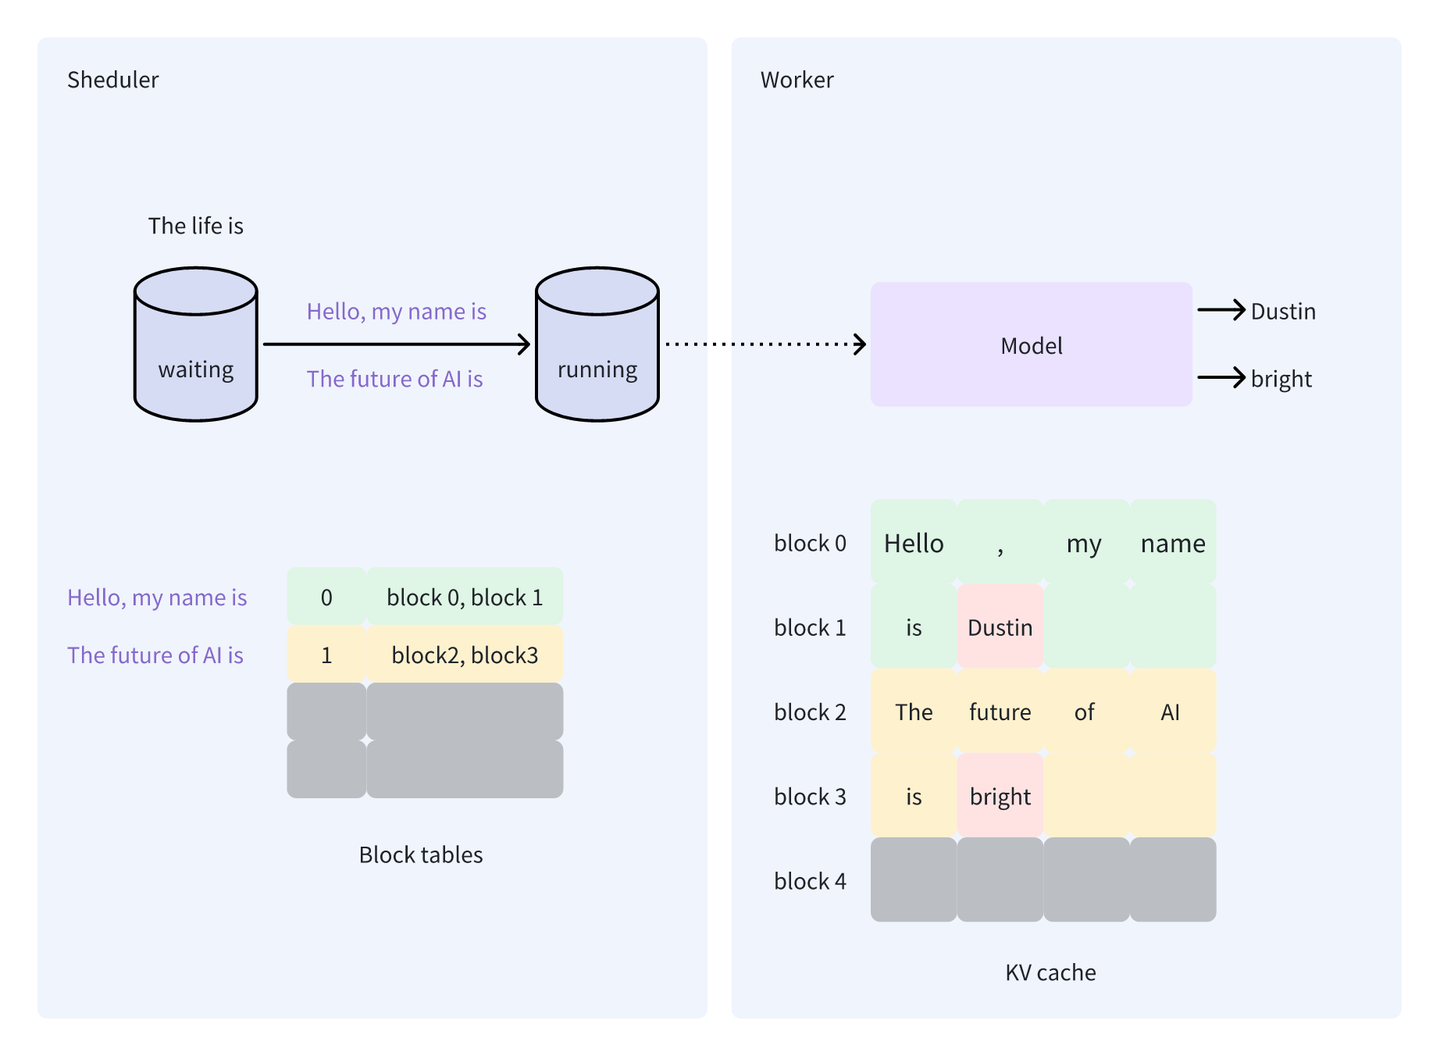 Sheduler
The life is
waiting
Hello, my name is
The future of AI is
running
Hello, my name is
0
block 0, block 1
The future of AI is
1
block2, block3
Block tables
Worker
Model
Dustin
bright
block 0
Hello
,
my
name
block 1
is
Dustin
block 2
The
future
of
AI
block 3
is
bright
block 4
KV cache